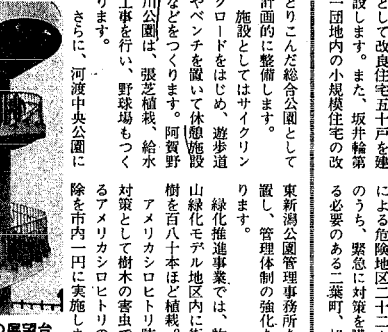 として改良住宅五十戸を建
設します。また、坂井輪第
一団地内の小規模住宅の改
とりこんだ総合公園として
計画的に整備します。
施設としてはサイクリン
グロードをはじめ、遊歩道
やベンチを置いて休憩施設
などをつくります。阿賀野
川公園は、張芝植栽、給水
工事を行い、野球場もつく
ります。
さらに、河渡中央公園に
による危険地区二十
のうち、緊急に対策を講
る必要のある二葉町、
東新潟公園管理事務所を
置し、管理体制の強化
ります。
緑化推進事業では、
山緑化モデル地区内に
樹を百八十本ほど植栽
アメリカシロヒトリ
対策として樹木の害虫で
るアメリカシロヒトリの
除を市内一円に実施し
の展望台